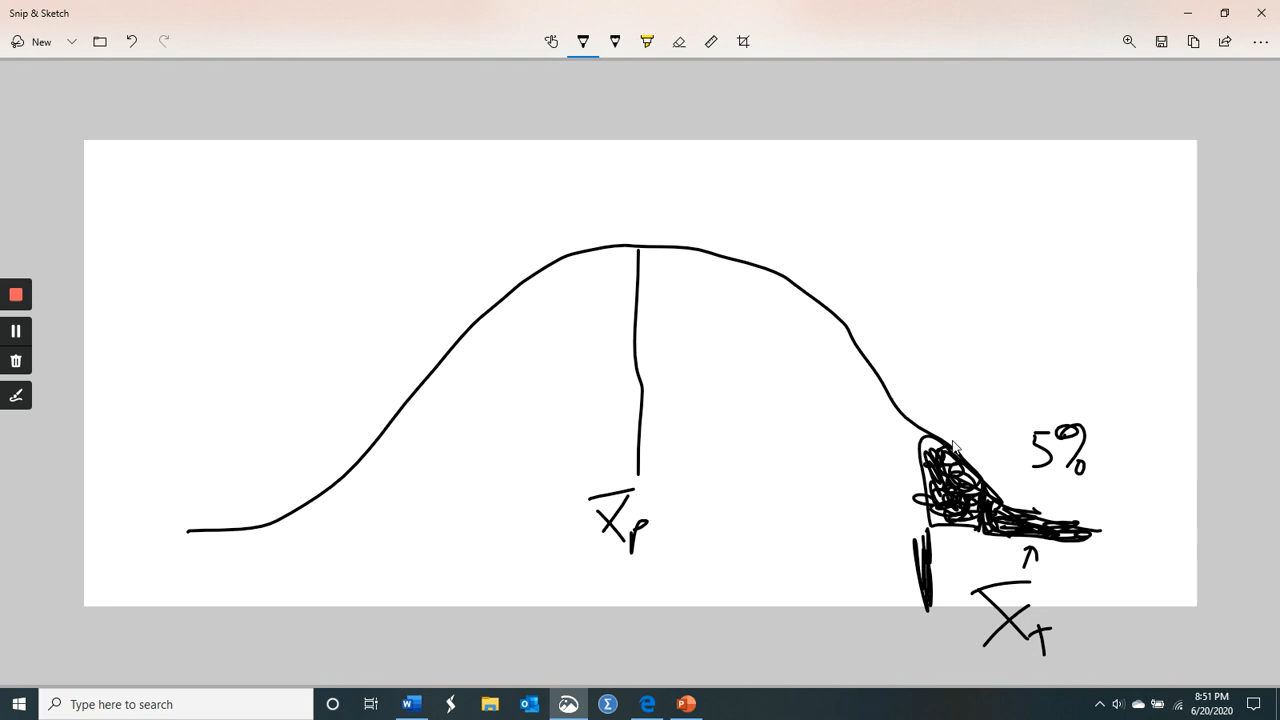 Snip & Sketch
New
5%
X̅p
X̅т
Type here to search
8:51 PM
6/20/2020